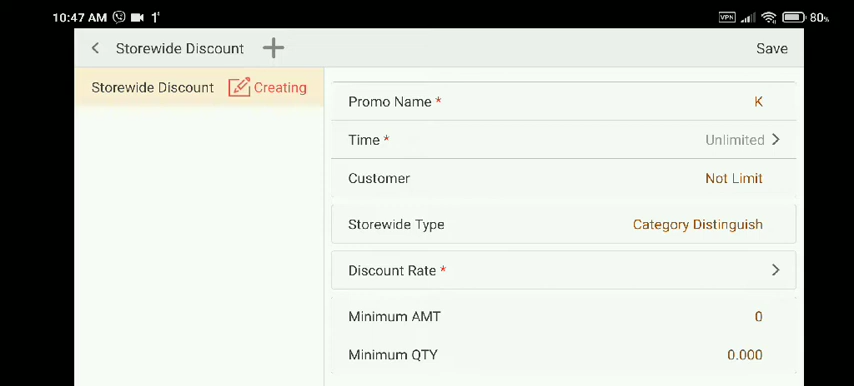 10:47 AM VPN 80%
Storewide Discount Save
Storewide Discount Creating
Promo Name * K
Time * Unlimited
Customer Not Limit
Storewide Type Category Distinguish
Discount Rate *
Minimum AMT 0
Minimum QTY 0.000